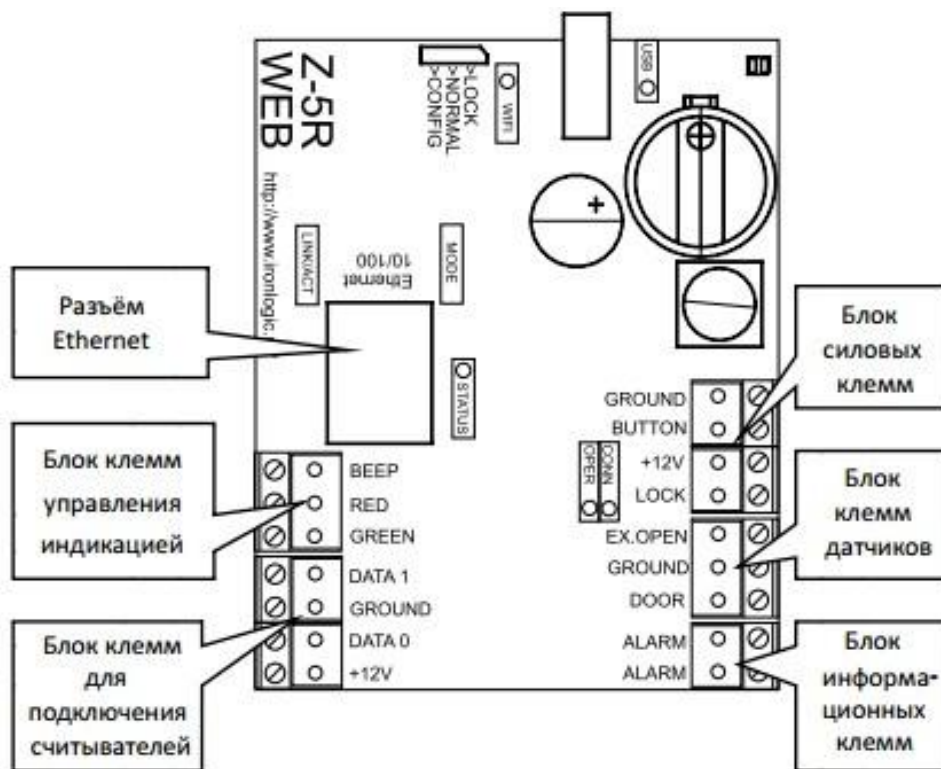 Z-5R
WEB
>LOCK
>NORMAL
>CONFIG
WIFI
USB
http://www.ironlogic.
LINK/ACT
Ethernet
10/100
MODE
STATUS
Разъём
Ethernet
Блок клемм
управления
индикацией
Блок клемм
для
подключения
считывателей
BEEP
RED
GREEN
DATA 1
GROUND
DATA 0
+12V
+
OPER
CONN
GROUND
BUTTON
+12V
LOCK
EX.OPEN
GROUND
DOOR
ALARM
ALARM
Блок
силовых
клемм
Блок
клемм
датчиков
Блок
информа-
ционных
клемм